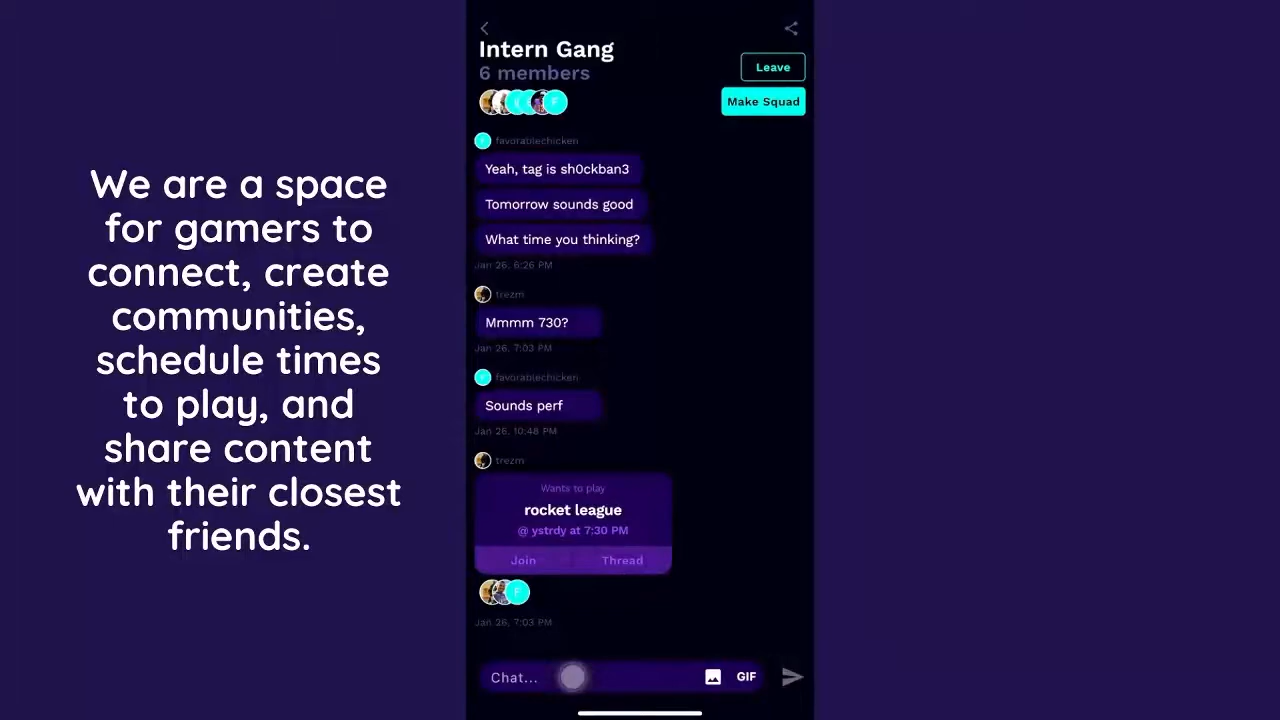 We are a space
for gamers to
connect, create
communities,
schedule times
to play, and
share content
with their closest
friends.
Intern Gang
6 members
Leave
Make Squad
favorablechicken
Yeah, tag is sh0ckban3
Tomorrow sounds good
What time you thinking?
Jan 26, 6:26 PM
trezm
Mmmm 730?
Jan 26, 7:03 PM
favorablechicken
Sounds perf
Jan 26, 10:48 PM
trezm
Wants to play
rocket league
@ ystrdy at 7:30 PM
Join Thread
F
Jan 26, 7:03 PM
Chat... GIF